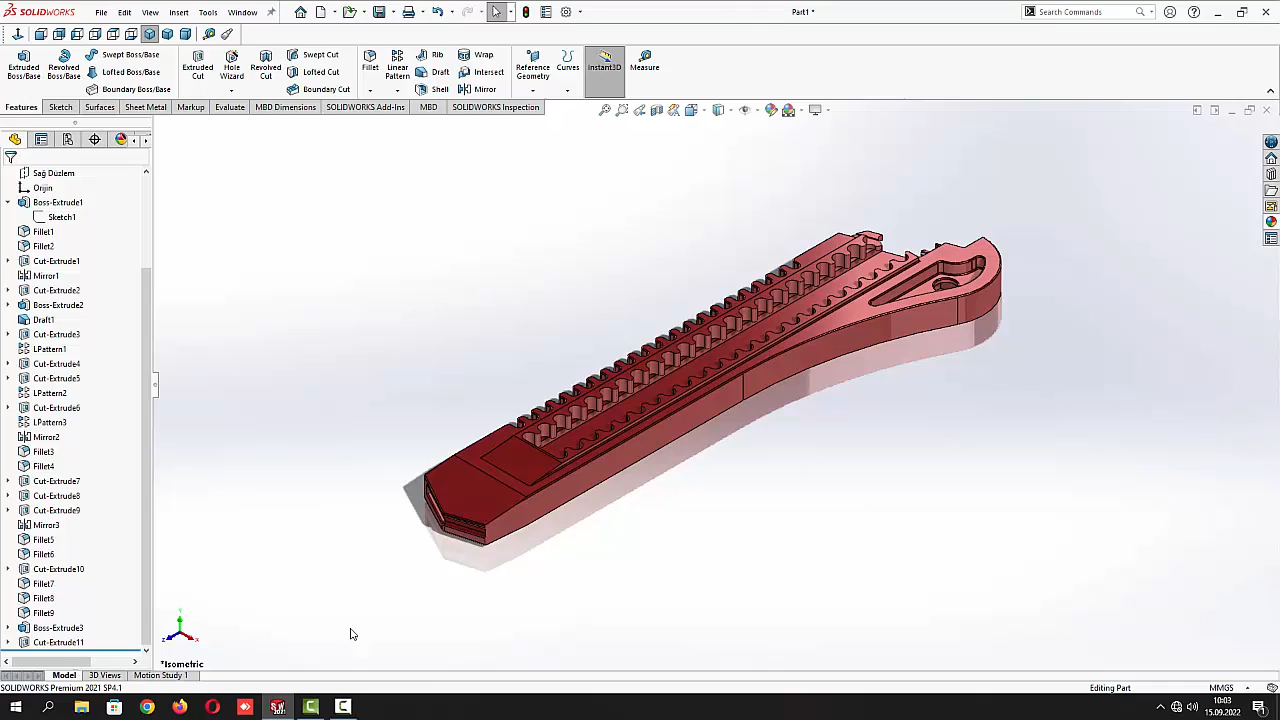 SOLIDWORKS
File
Edit
View
Insert
Tools
Window
Part1 *
Search Commands
Extruded
Boss/Base
Revolved
Boss/Base
Swept Boss/Base
Lofted Boss/Base
Boundary Boss/Base
Extruded
Cut
Hole
Wizard
Revolved
Cut
Swept Cut
Lofted Cut
Boundary Cut
Fillet
Linear
Pattern
Rib
Draft
Shell
Wrap
Intersect
Mirror
Reference
Geometry
Curves
Instant3D
Measure
Features
Sketch
Surfaces
Sheet Metal
Markup
Evaluate
MBD Dimensions
SOLIDWORKS Add-Ins
MBD
SOLIDWORKS Inspection
Sağ Düzlem
Orijin
Boss-Extrude1
Sketch1
Fillet1
Fillet2
Cut-Extrude1
Mirror1
Cut-Extrude2
Boss-Extrude2
Draft1
Cut-Extrude3
LPattern1
Cut-Extrude4
Cut-Extrude5
LPattern2
Cut-Extrude6
LPattern3
Mirror2
Fillet3
Fillet4
Cut-Extrude7
Cut-Extrude8
Cut-Extrude9
Mirror3
Fillet5
Fillet6
Cut-Extrude10
Fillet7
Fillet8
Fillet9
Boss-Extrude3
Cut-Extrude11
*Isometric
Model
3D Views
Motion Study 1
SOLIDWORKS Premium 2021 SP4.1
Editing Part
MMGS
10:03
15.09.2022